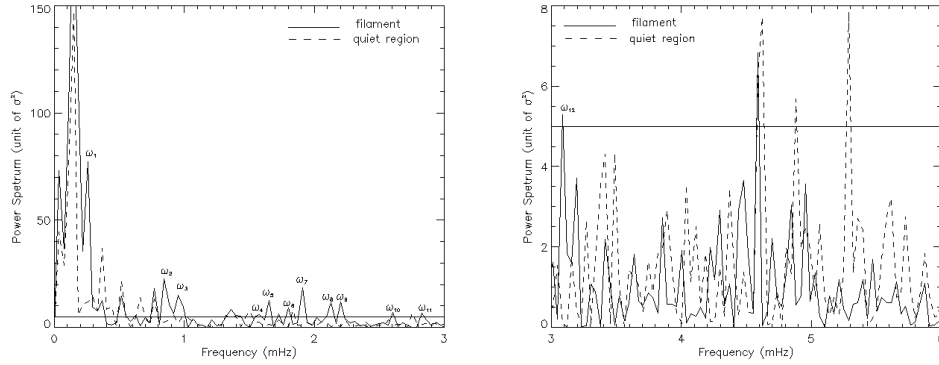 150
100
50
0
Power Spetrum (unit of σ²)
filament
quiet region
ω₁
ω₂
ω₃
ω₄
ω₅
ω₆
ω₇
ω₈
ω₉
ω₁₀
ω₁₁
0
1
2
3
Frequency (mHz)
8
6
4
2
0
Power Spetrum (unit of σ²)
filament
quiet region
ω₁₂
3
4
5
6
Frequency (mHz)